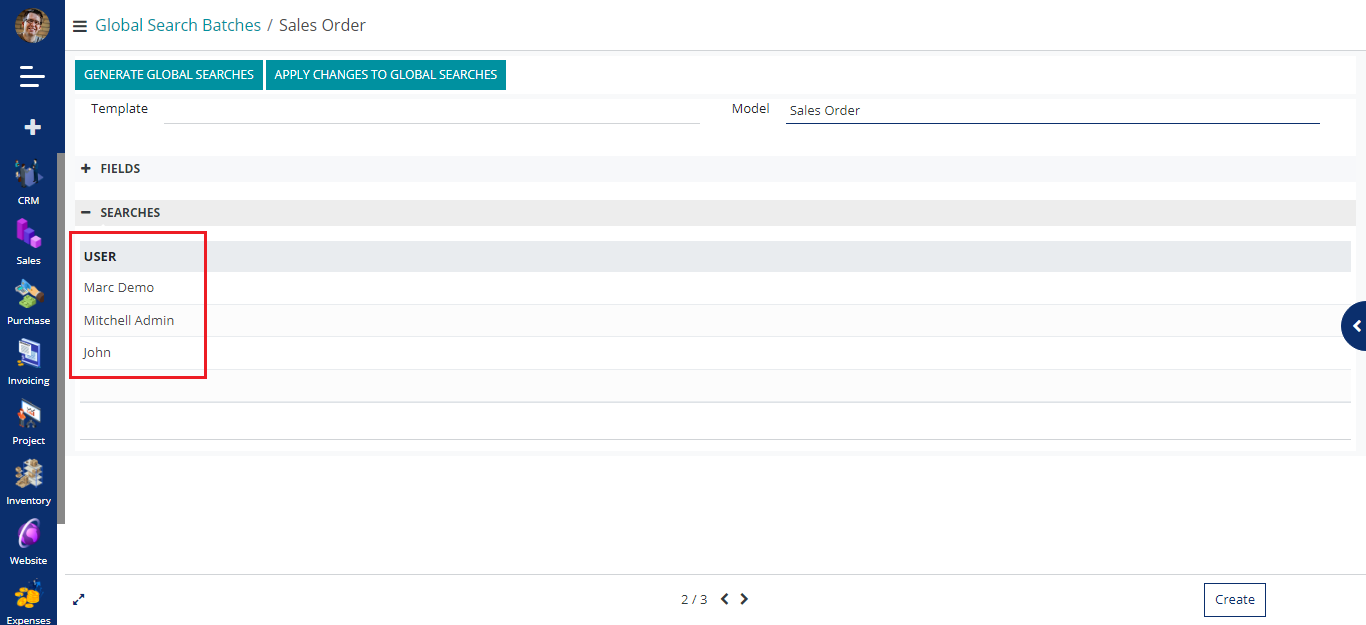 Global Search Batches / Sales Order
GENERATE GLOBAL SEARCHES APPLY CHANGES TO GLOBAL SEARCHES
Template
Model Sales Order
FIELDS
SEARCHES
USER
Marc Demo
Mitchell Admin
John
CRM
Sales
Purchase
Invoicing
Project
Inventory
Website
Expenses
2 / 3
Create